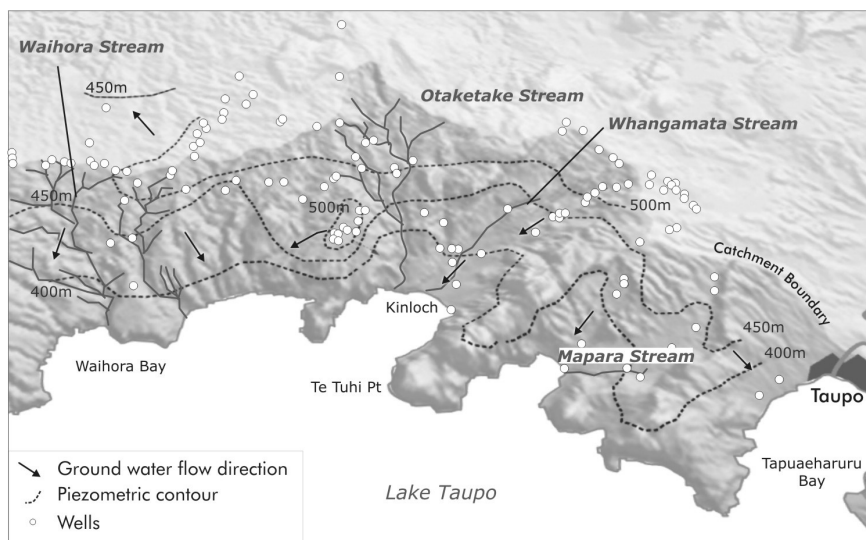 Waihora Stream
450m
Otaketake Stream
Whangamata Stream
450m
500m
500m
Catchment Boundary
400m
Kinloch
450m
400m
Waihora Bay
Mapara Stream
Te Tuhi Pt
Taupo
Ground water flow direction
Piezometric contour
Wells
Lake Taupo
Tapuaeharuru
Bay